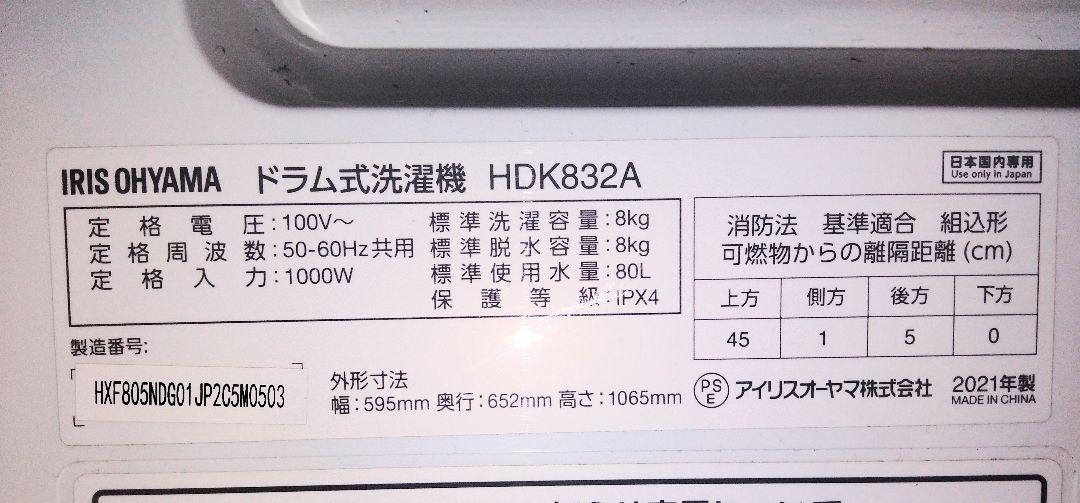 IRIS OHYAMA ドラム式洗濯機 HDK832A
日本国内専用
Use only in Japan
定格電圧:100V～
定格周波数:50-60Hz共用
定格入力:1000W
標準洗濯容量:8kg
標準脱水容量:8kg
標準使用水量:80L
保護等級:IPX4
消防法 基準適合 組込形
可燃物からの離隔距離(cm)
上方 側方 後方 下方
45 1 5 0
製造番号:
HXF805NDG01JP2C5M0503
外形寸法
幅:595mm 奥行:652mm 高さ:1065mm
PSE アイリスオーヤマ株式会社 2021年製
MADE IN CHINA